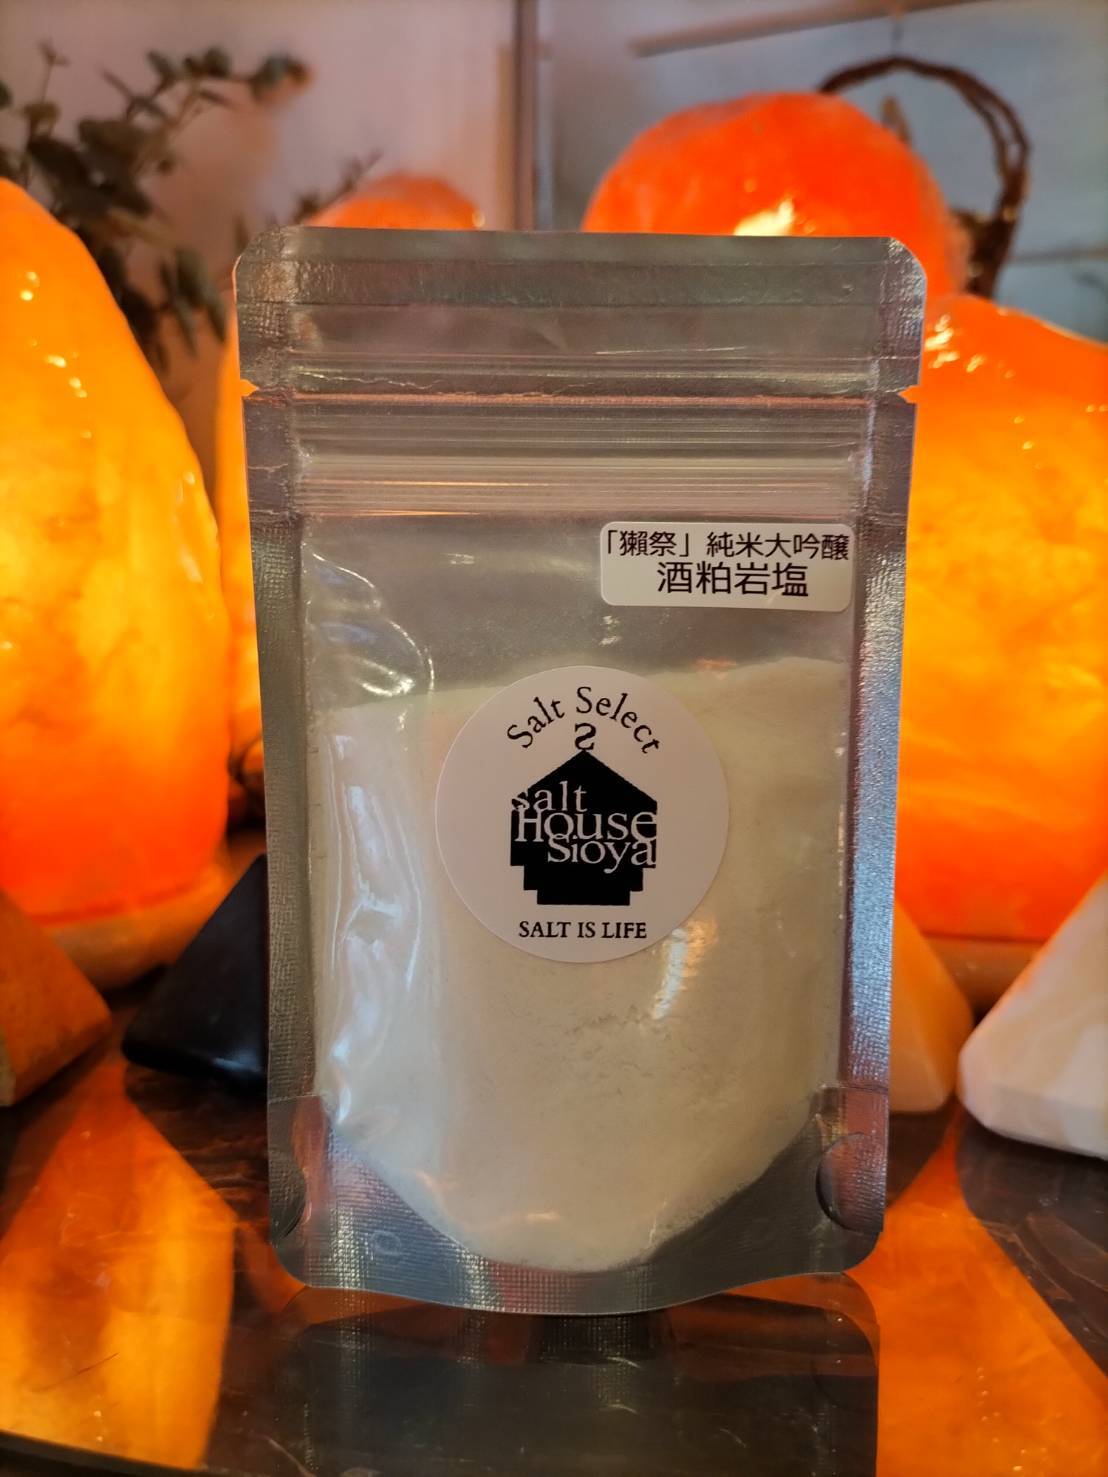 「獺祭」純米大吟醸
酒粕岩塩
Salt Select
S
salt
House
Sioya
SALT IS LIFE